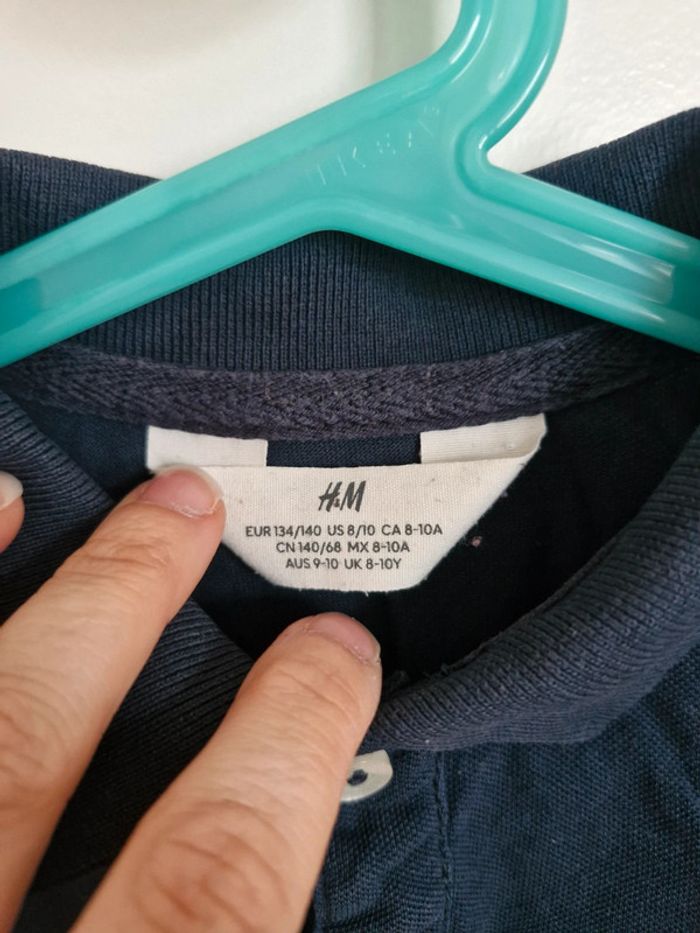 H&M
EUR 134/140 US 8/10 CA 8-10A
CN 140/68 MX 8-10A
AUS 9-10 UK 8-10Y